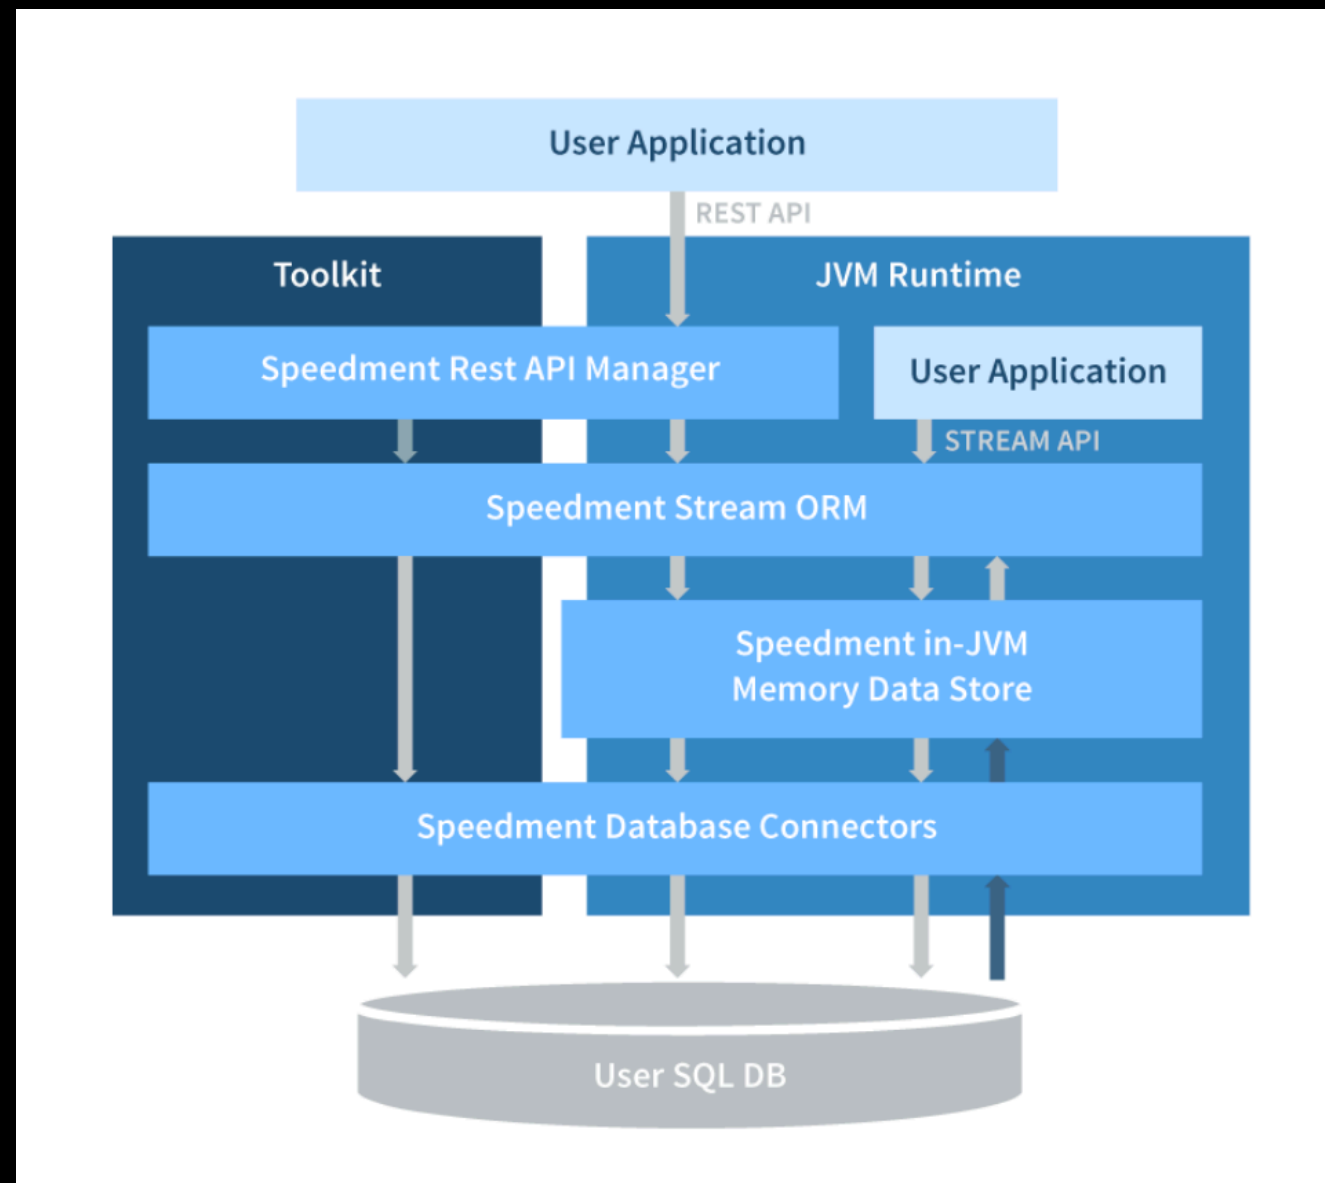 User Application
REST API
Toolkit
JVM Runtime
Speedment Rest API Manager
User Application
STREAM API
Speedment Stream ORM
Speedment in-JVM
Memory Data Store
Speedment Database Connectors
User SQL DB